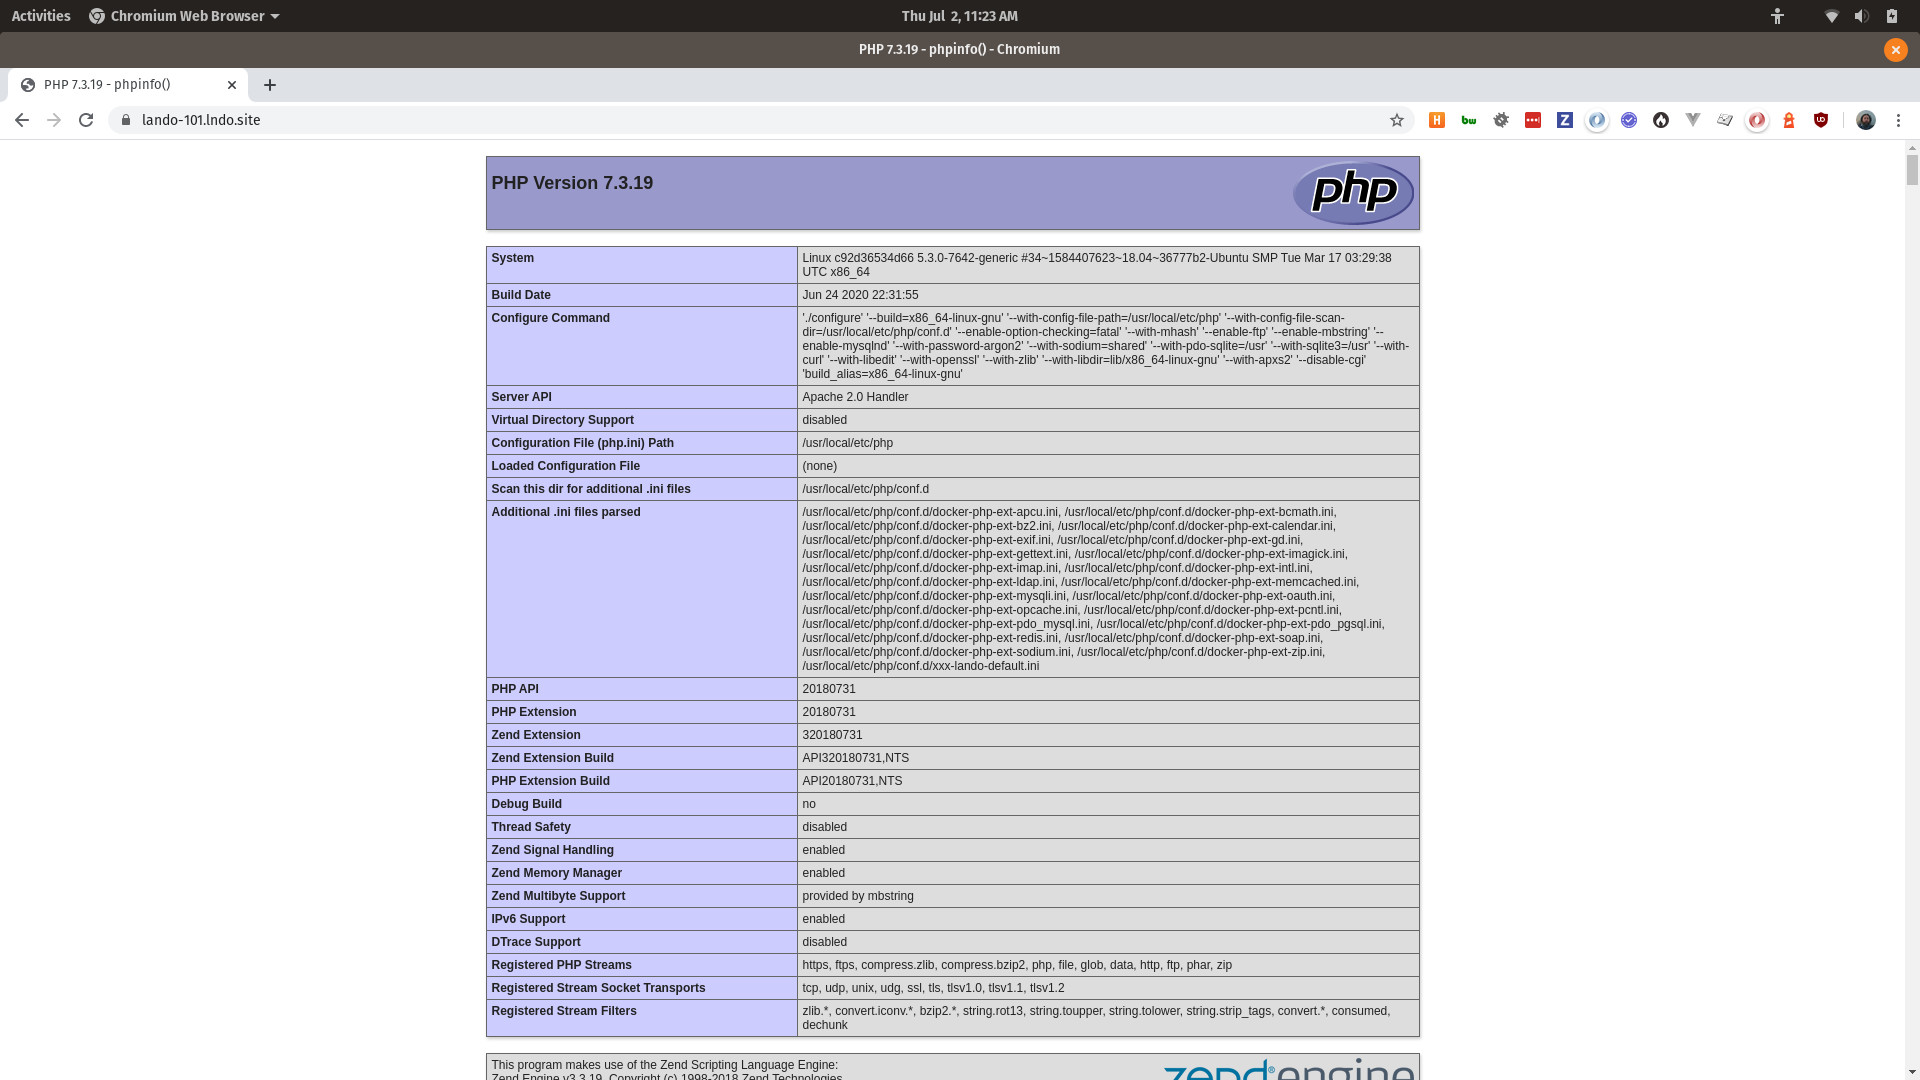 Activities
Chromium Web Browser
Thu Jul 2, 11:23 AM
PHP 7.3.19 - phpinfo() - Chromium
PHP 7.3.19 - phpinfo()
lando-101.lndo.site
PHP Version 7.3.19
php
System
Linux c92d36534d66 5.3.0-7642-generic #34~1584407623~18.04~36777b2-Ubuntu SMP Tue Mar 17 03:29:38
UTC x86_64
Build Date
Jun 24 2020 22:31:55
Configure Command
'./configure' '--build=x86_64-linux-gnu' '--with-config-file-path=/usr/local/etc/php' '--with-config-file-scan-
dir=/usr/local/etc/php/conf.d' '--enable-option-checking=fatal' '--with-mhash' '--enable-ftp' '--enable-mbstring' '--
enable-mysqlnd' '--with-password-argon2' '--with-sodium=shared' '--with-pdo-sqlite=/usr' '--with-sqlite3=/usr' '--with-
curl' '--with-libedit' '--with-openssl' '--with-zlib' '--with-libdir=lib/x86_64-linux-gnu' '--with-apxs2' '--disable-cgi'
'build_alias=x86_64-linux-gnu'
Server API
Apache 2.0 Handler
Virtual Directory Support
disabled
Configuration File (php.ini) Path
/usr/local/etc/php
Loaded Configuration File
(none)
Scan this dir for additional .ini files
/usr/local/etc/php/conf.d
Additional .ini files parsed
/usr/local/etc/php/conf.d/docker-php-ext-apcu.ini, /usr/local/etc/php/conf.d/docker-php-ext-bcmath.ini,
/usr/local/etc/php/conf.d/docker-php-ext-bz2.ini, /usr/local/etc/php/conf.d/docker-php-ext-calendar.ini,
/usr/local/etc/php/conf.d/docker-php-ext-exif.ini, /usr/local/etc/php/conf.d/docker-php-ext-gd.ini,
/usr/local/etc/php/conf.d/docker-php-ext-gettext.ini, /usr/local/etc/php/conf.d/docker-php-ext-imagick.ini,
/usr/local/etc/php/conf.d/docker-php-ext-imap.ini, /usr/local/etc/php/conf.d/docker-php-ext-intl.ini,
/usr/local/etc/php/conf.d/docker-php-ext-ldap.ini, /usr/local/etc/php/conf.d/docker-php-ext-memcached.ini,
/usr/local/etc/php/conf.d/docker-php-ext-mysqli.ini, /usr/local/etc/php/conf.d/docker-php-ext-oauth.ini,
/usr/local/etc/php/conf.d/docker-php-ext-opcache.ini, /usr/local/etc/php/conf.d/docker-php-ext-pcntl.ini,
/usr/local/etc/php/conf.d/docker-php-ext-pdo_mysql.ini, /usr/local/etc/php/conf.d/docker-php-ext-pdo_pgsql.ini,
/usr/local/etc/php/conf.d/docker-php-ext-redis.ini, /usr/local/etc/php/conf.d/docker-php-ext-soap.ini,
/usr/local/etc/php/conf.d/docker-php-ext-sodium.ini, /usr/local/etc/php/conf.d/docker-php-ext-zip.ini,
/usr/local/etc/php/conf.d/xxx-lando-default.ini
PHP API
20180731
PHP Extension
20180731
Zend Extension
320180731
Zend Extension Build
API320180731,NTS
PHP Extension Build
API20180731,NTS
Debug Build
no
Thread Safety
disabled
Zend Signal Handling
enabled
Zend Memory Manager
enabled
Zend Multibyte Support
provided by mbstring
IPv6 Support
enabled
DTrace Support
disabled
Registered PHP Streams
https, ftps, compress.zlib, compress.bzip2, php, file, glob, data, http, ftp, phar, zip
Registered Stream Socket Transports
tcp, udp, unix, udg, ssl, tls, tlsv1.0, tlsv1.1, tlsv1.2
Registered Stream Filters
zlib.*, convert.iconv.*, bzip2.*, string.rot13, string.toupper, string.tolower, string.strip_tags, convert.*, consumed,
dechunk
This program makes use of the Zend Scripting Language Engine:
Zend Engine v3.3.19, Copyright (c) 1998-2018 Zend Technologies
zend engine